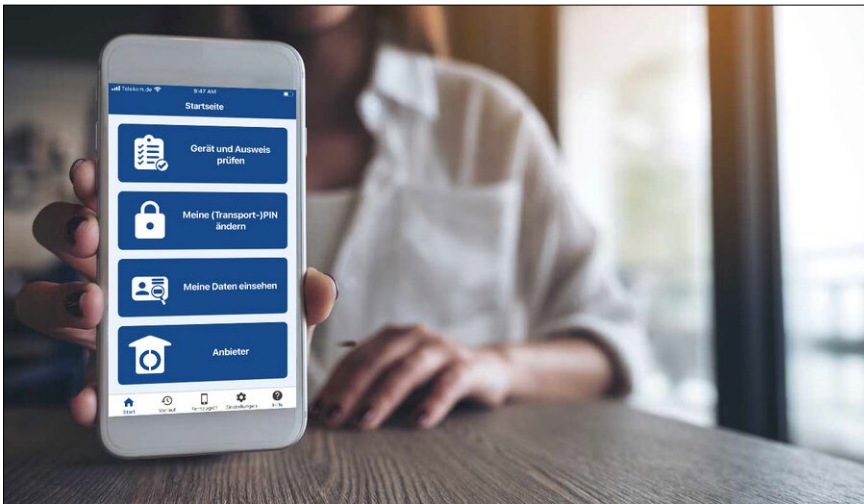 Telekom.de 9:47 AM
Startseite
Gerät und Ausweis
prüfen
Meine (Transport-)PIN
ändern
Meine Daten einsehen
Anbieter
Start Verlauf Fernzugriff Einstellungen Hilfe